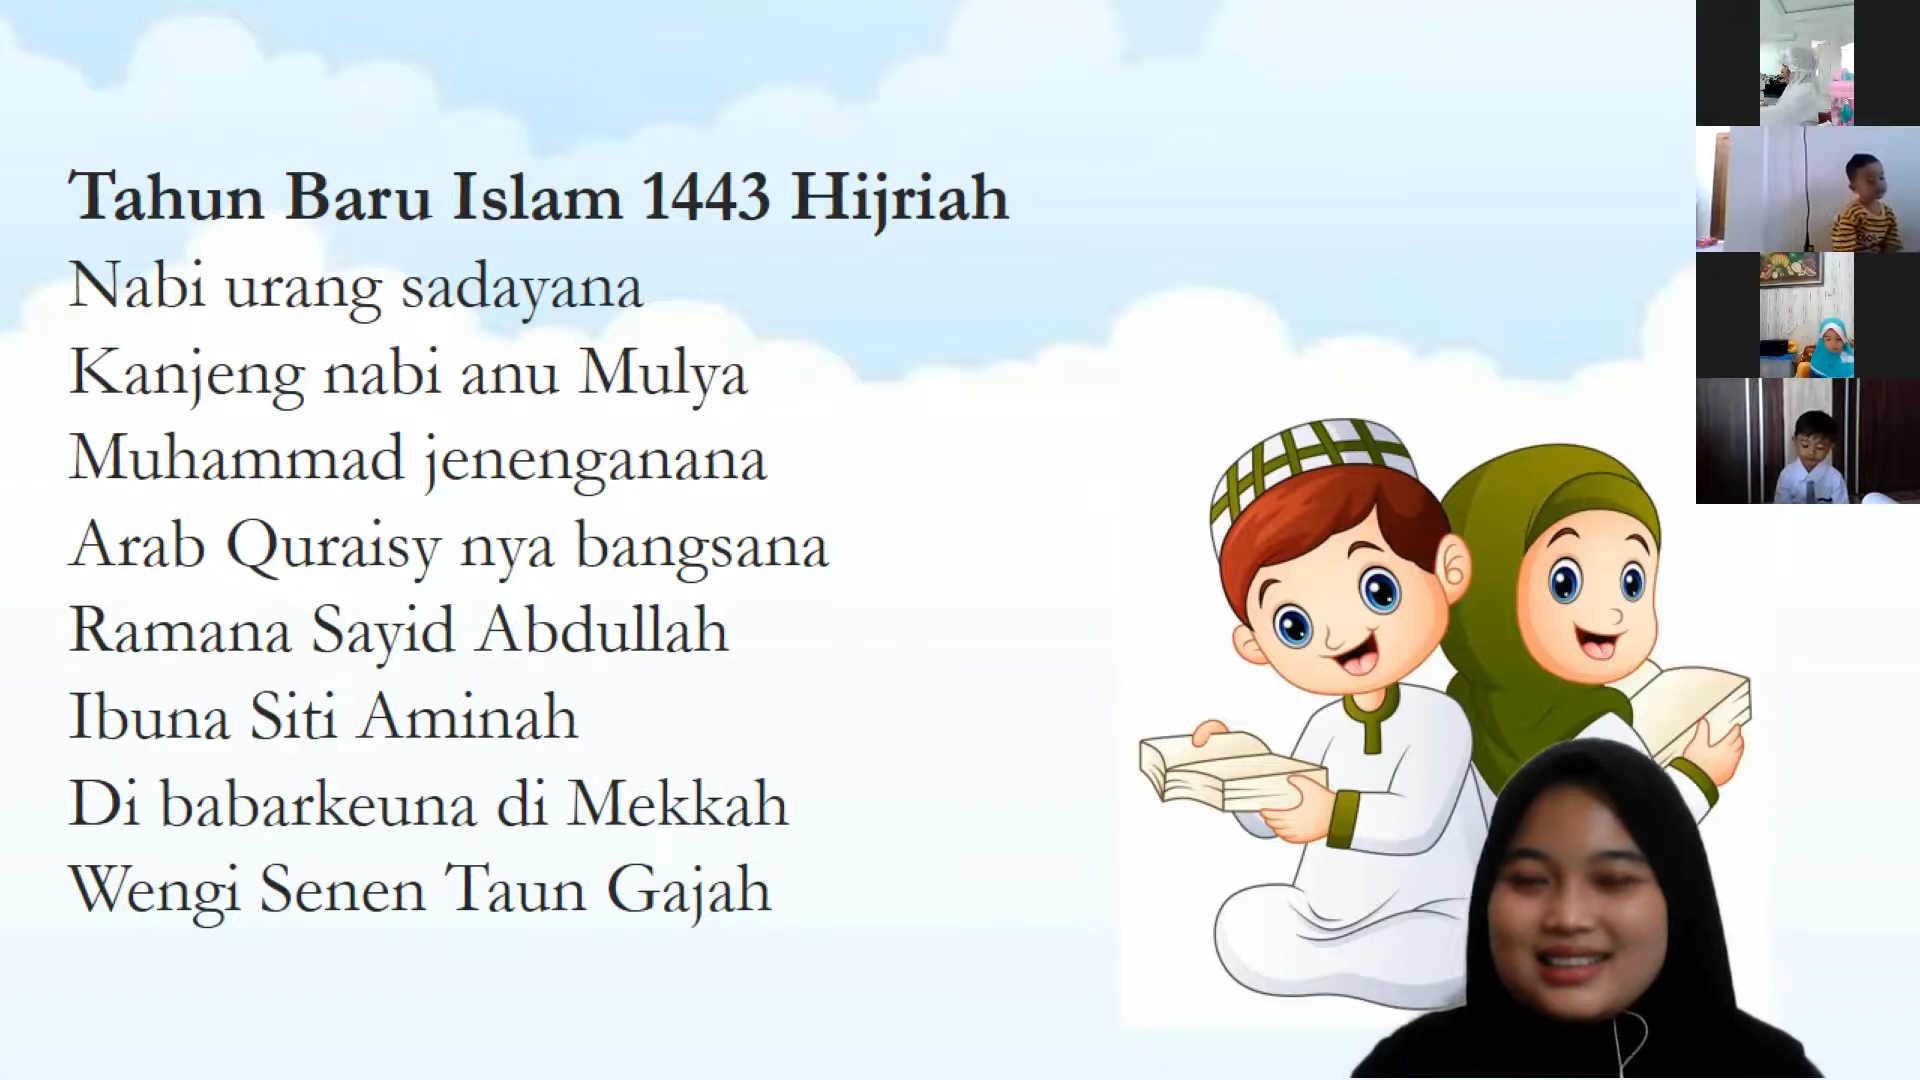 Tahun Baru Islam 1443 Hijriah
Nabi urang sadayana
Kanjeng nabi anu Mulya
Muhammad jenenganana
Arab Quraisy nya bangsana
Ramana Sayid Abdullah
Ibuna Siti Aminah
Di babarkeuna di Mekkah
Wengi Senen Taun Gajah